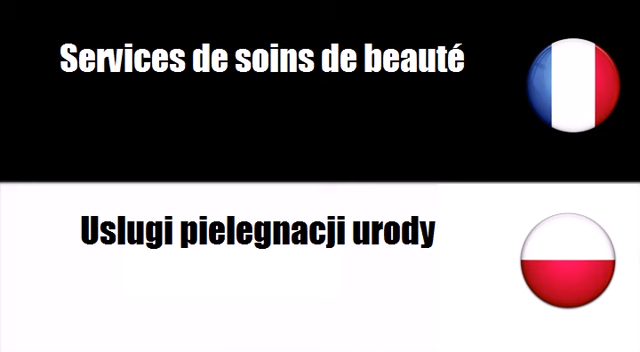 Services de soins de beauté
Uslugi pielegnacji urody